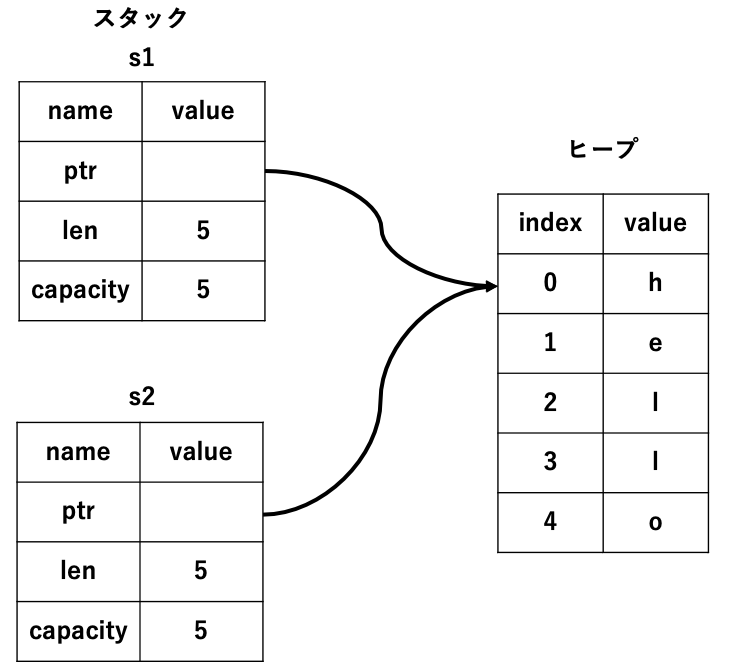 スタック
s1
name value
ptr
len 5
capacity 5
s2
name value
ptr
len 5
capacity 5
ヒープ
index value
0 h
1 e
2 l
3 l
4 o